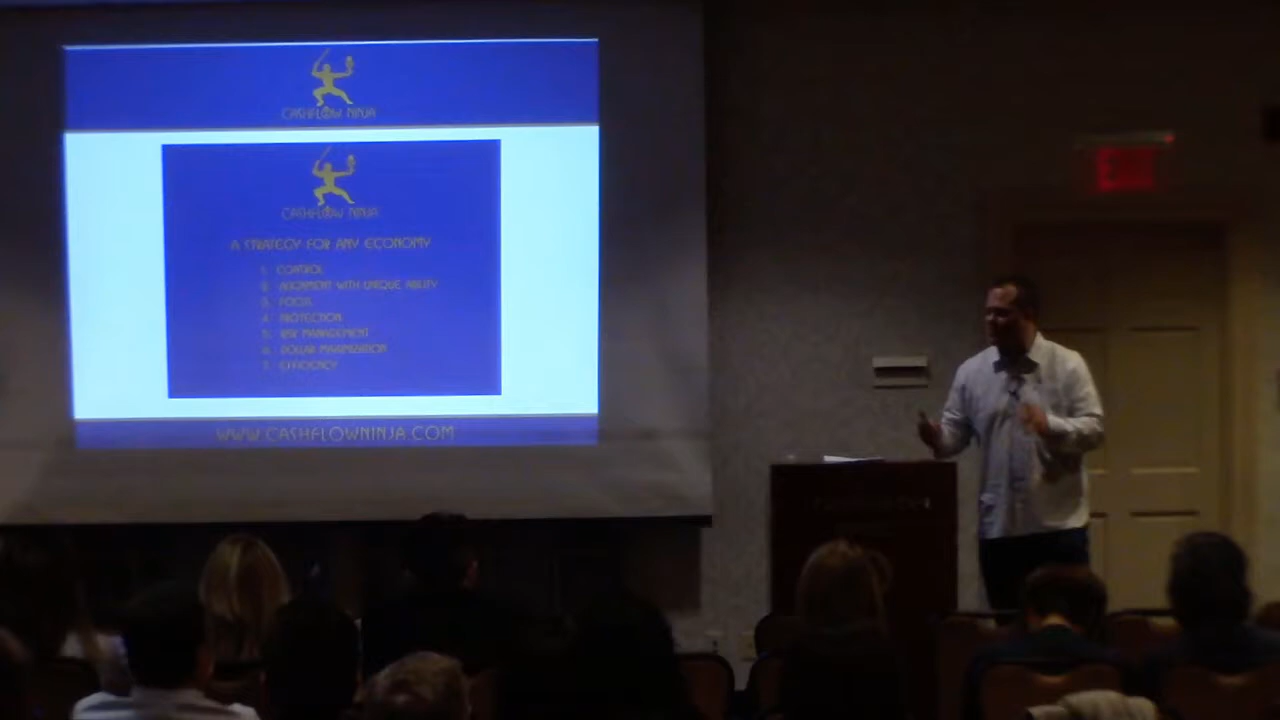 CASHFLOW NINJA
CASHFLOW NINJA
A STRATEGY FOR ANY ECONOMY
1. CONTROL
2. ALIGNMENT WITH UNIQUE ABILITY
3. FOCUS
4. PROTECTION
5. RISK MANAGEMENT
6. DOLLAR MAXIMIZATION
7. EFFICIENCY
WWW.CASHFLOWNINJA.COM
EXIT